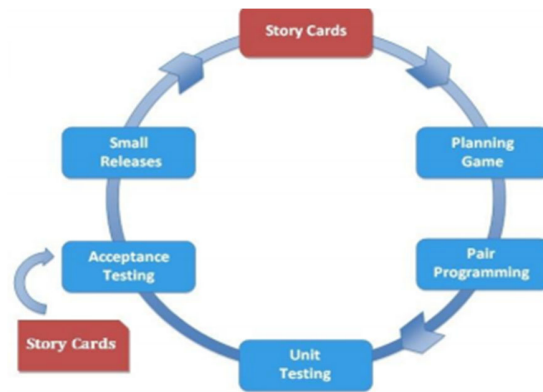 Story Cards
Small
Releases
Planning
Game
Acceptance
Testing
Pair
Programming
Story Cards
Unit
Testing